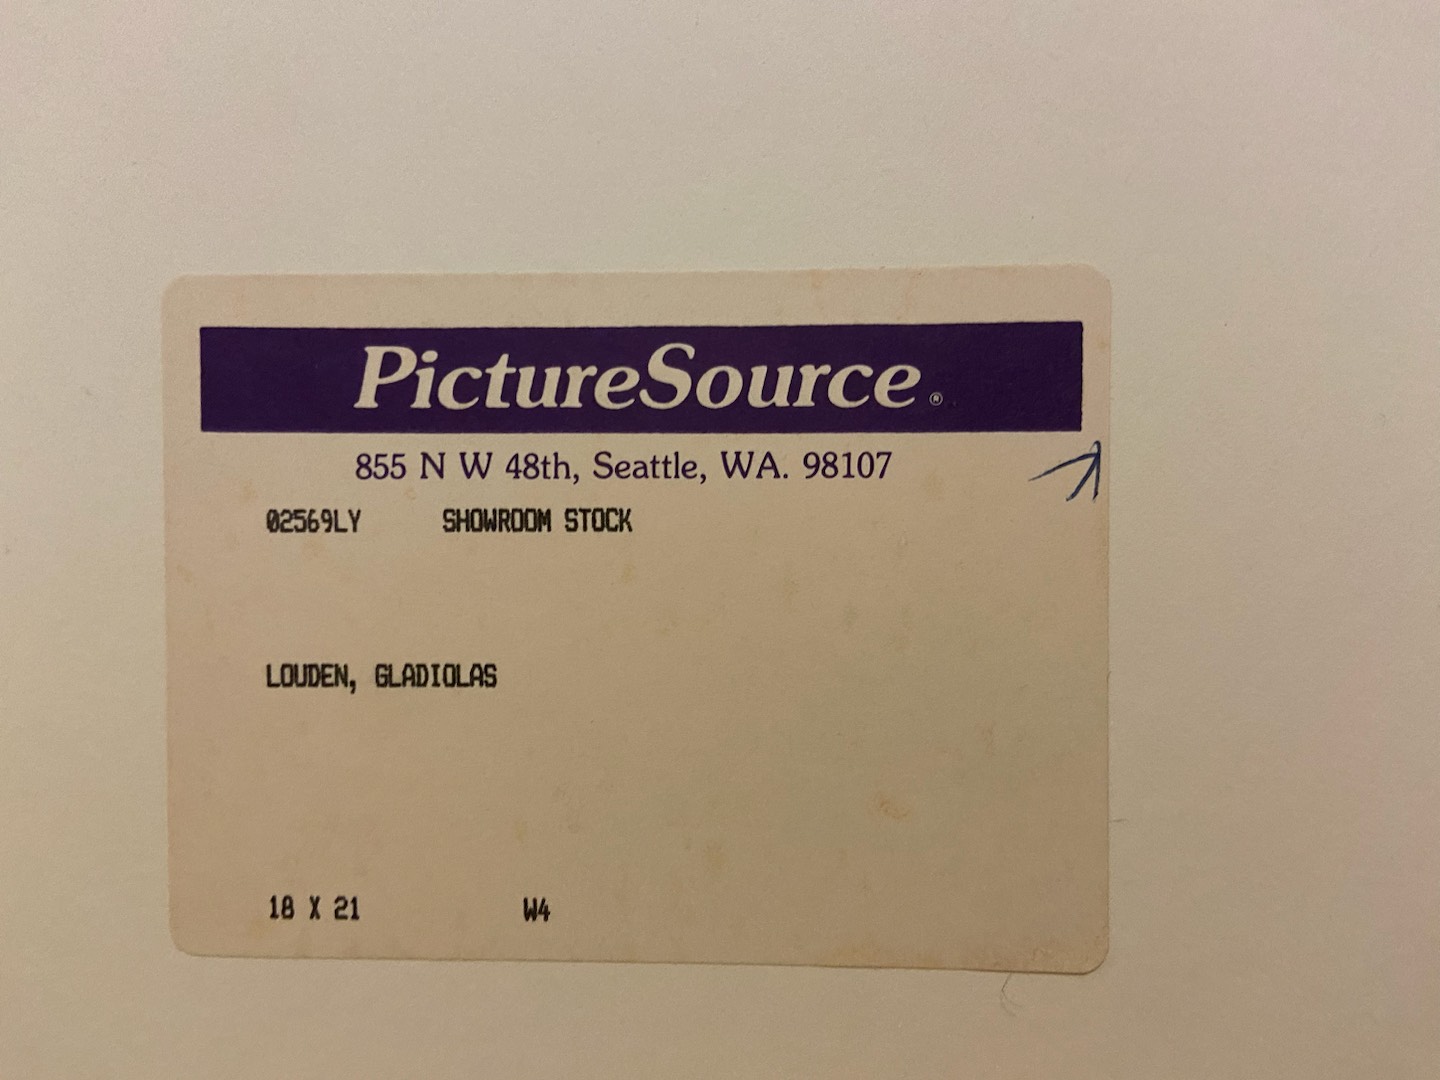 PictureSource®
855 N W 48th, Seattle, WA. 98107
02569LY SHOWROOM STOCK
LOUDEN, GLADIOLAS
18 X 21 W4